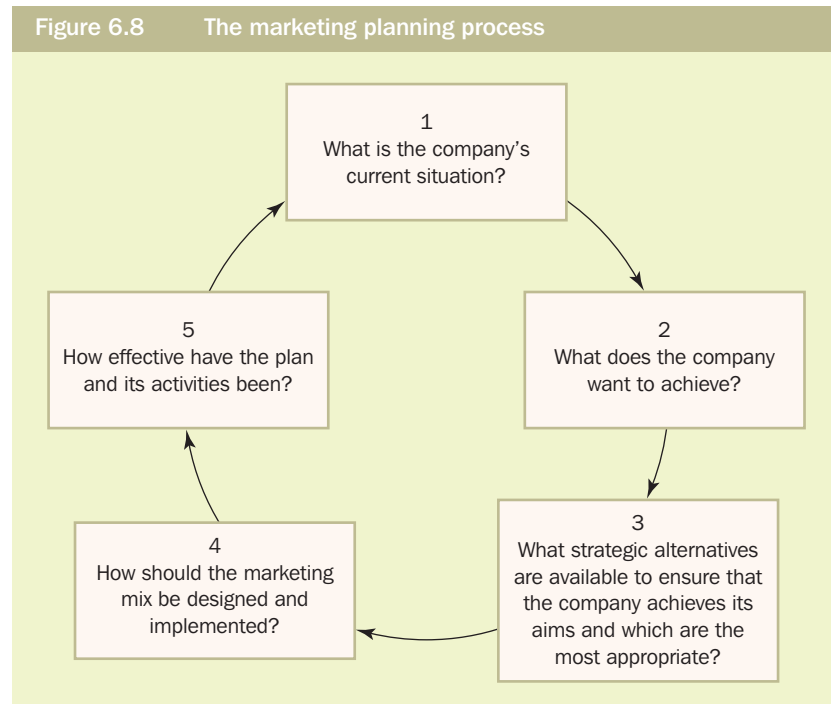 Figure 6.8 The marketing planning process
1
What is the company's
current situation?
2
What does the company
want to achieve?
3
What strategic alternatives
are available to ensure that
the company achieves its
aims and which are the
most appropriate?
4
How should the marketing
mix be designed and
implemented?
5
How effective have the plan
and its activities been?